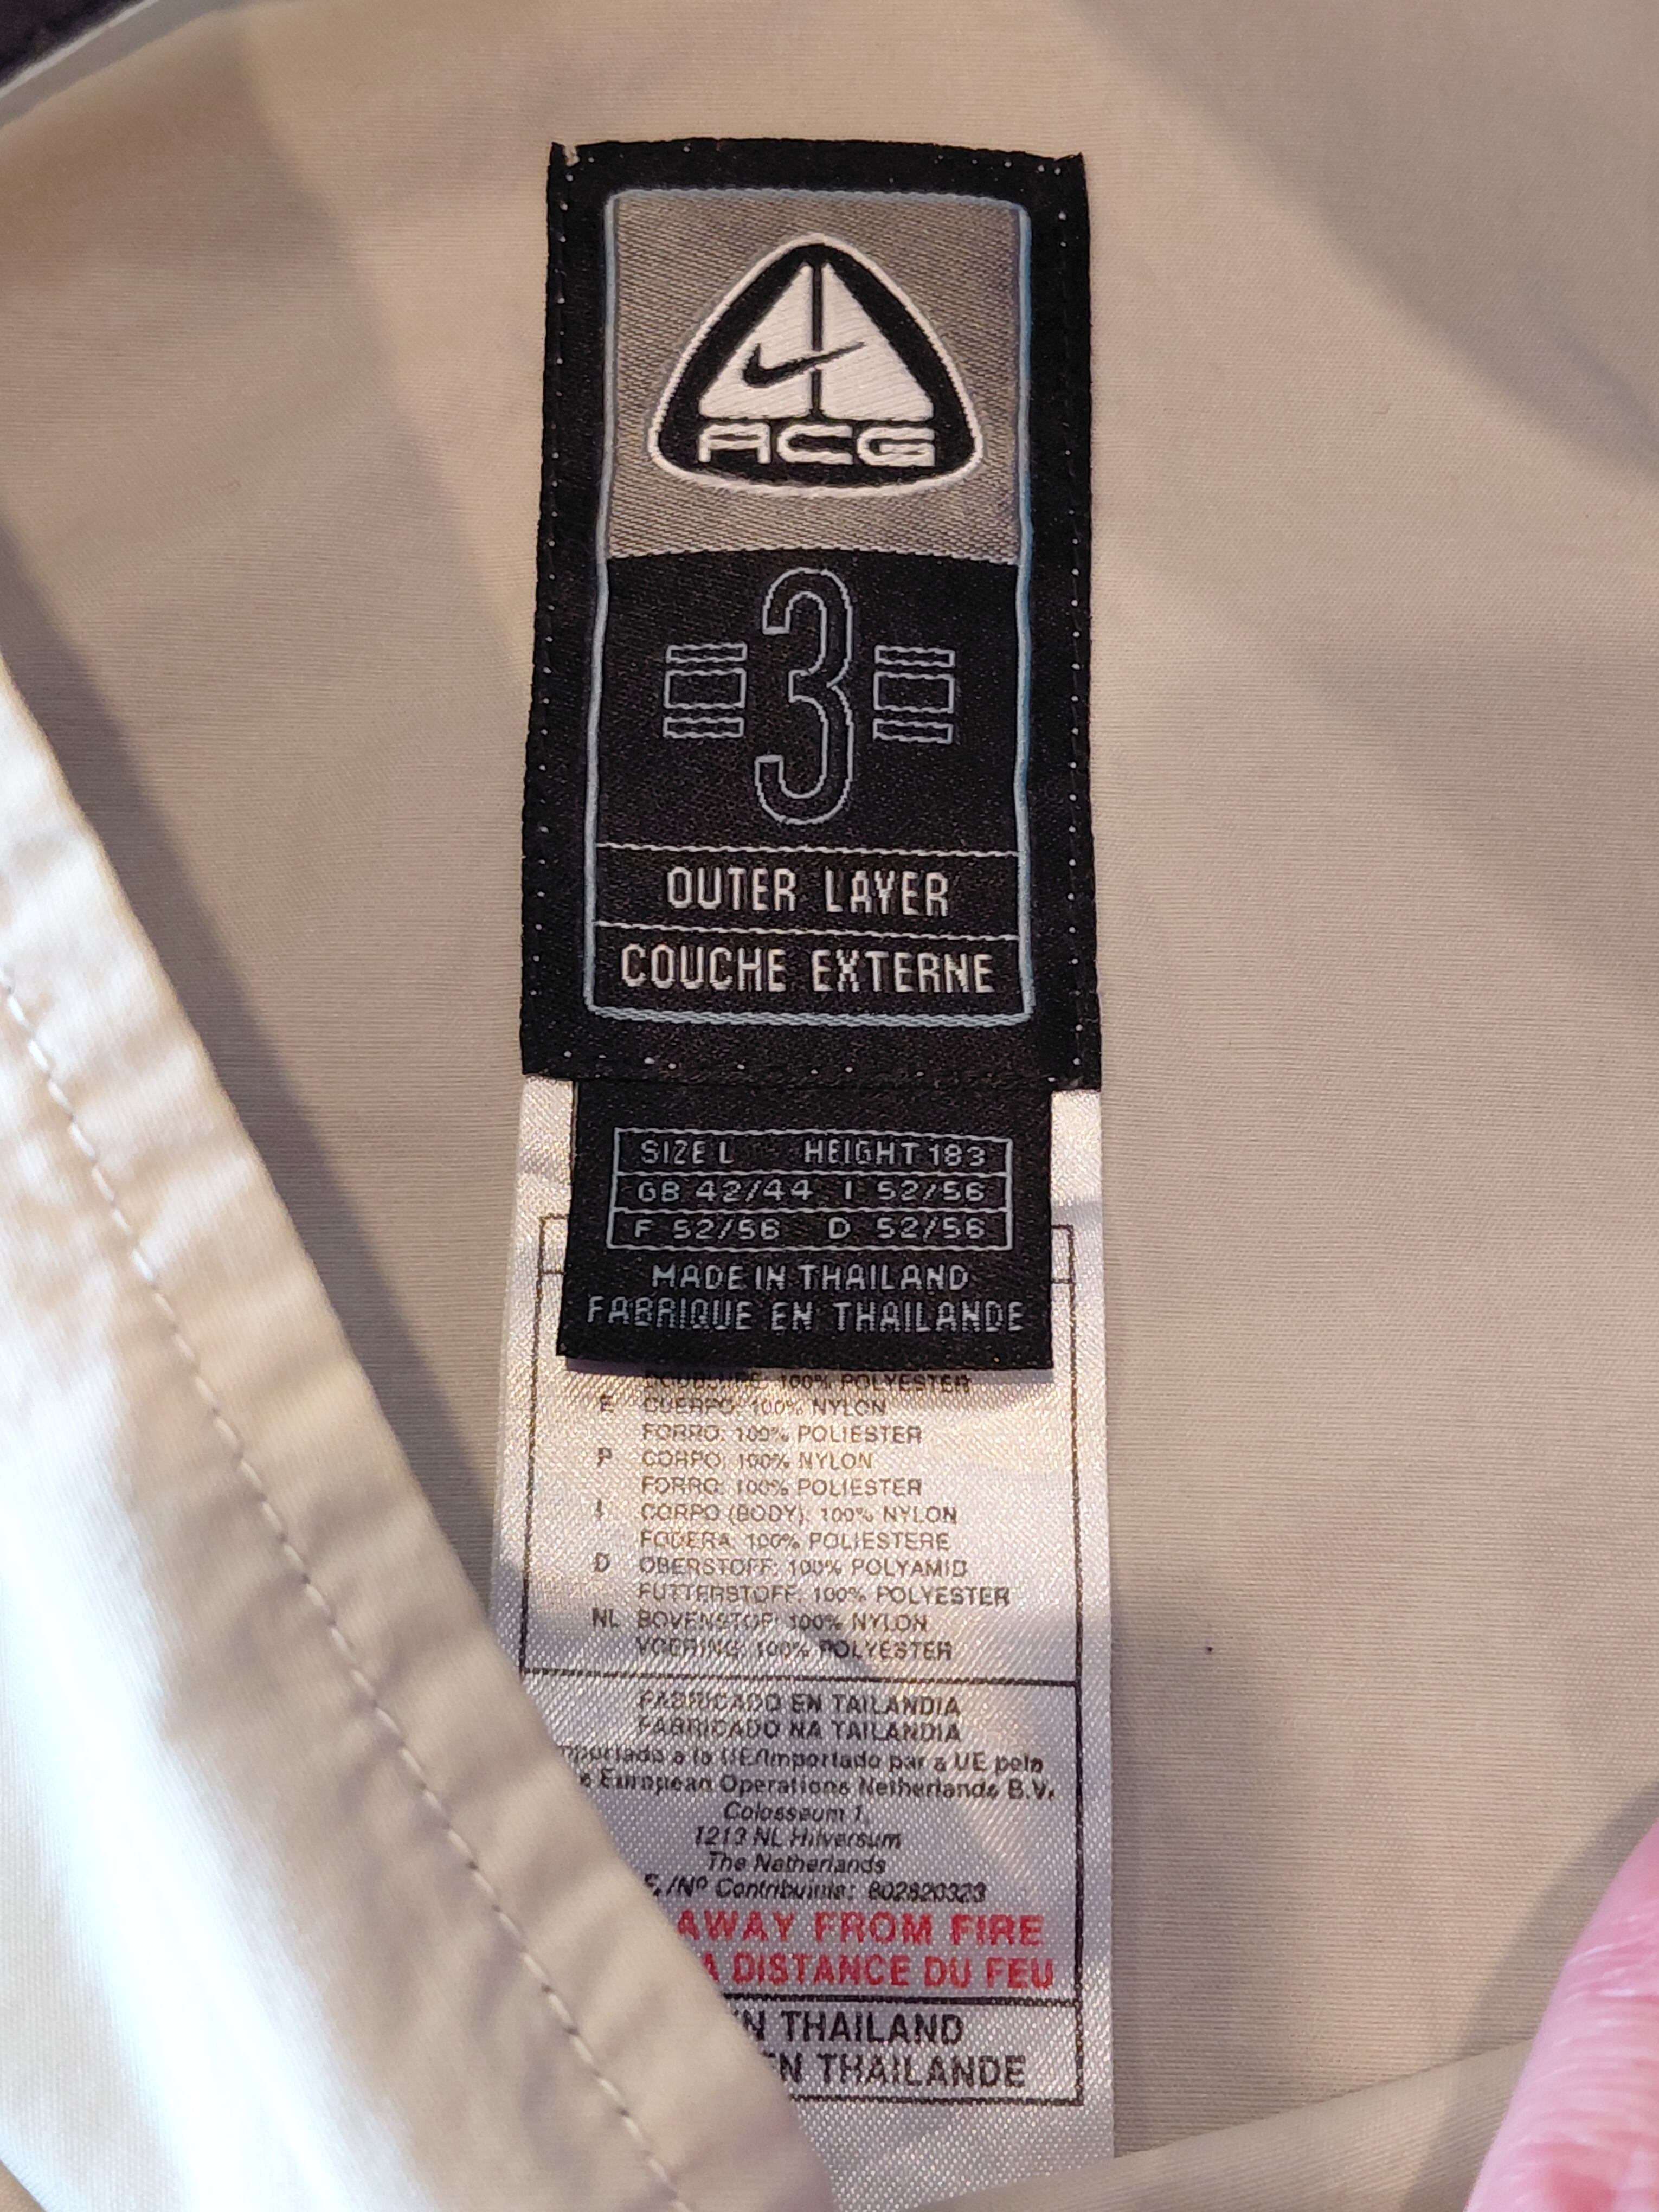 ACG
3
OUTER LAYER
COUCHE EXTERNE
SIZE L HEIGHT 183
GB 42/44 I 52/56
F 52/56 D 52/56
MADE IN THAILAND
FABRIQUE EN THAILANDE
DOUBLURE: 100% POLYESTER
E CUERPO: 100% NYLON
FORRO: 100% POLIESTER
P CORPO: 100% NYLON
FORRO: 100% POLIESTER
I CORPO (BODY): 100% NYLON
FODERA: 100% POLIESTERE
D OBERSTOFF: 100% POLYAMID
FUTTERSTOFF: 100% POLYESTER
NL BOVENSTOF: 100% NYLON
VOERING: 100% POLYESTER
FABRICADO EN TAILANDIA
FABRICADO NA TAILANDIA
mportado a la UE/Importado par a UE pela
e European Operations Netherlands B.V.
Colosseum 1,
1213 NL Hilversum
The Netherlands
/Nº Contribuinte: 802820323
AWAY FROM FIRE
A DISTANCE DU FEU
N THAILAND
EN THAILANDE